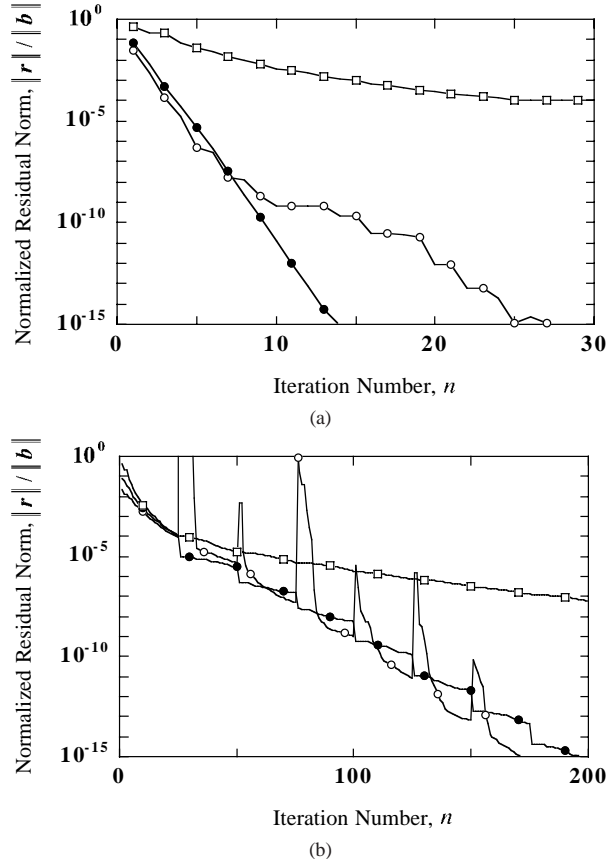 10^0
10^-5
10^-10
10^-15
Normalized Residual Norm, ‖r‖ / ‖b‖
0 10 20 30
Iteration Number, n
(a)
10^0
10^-5
10^-10
10^-15
Normalized Residual Norm, ‖r‖ / ‖b‖
0 100 200
Iteration Number, n
(b)